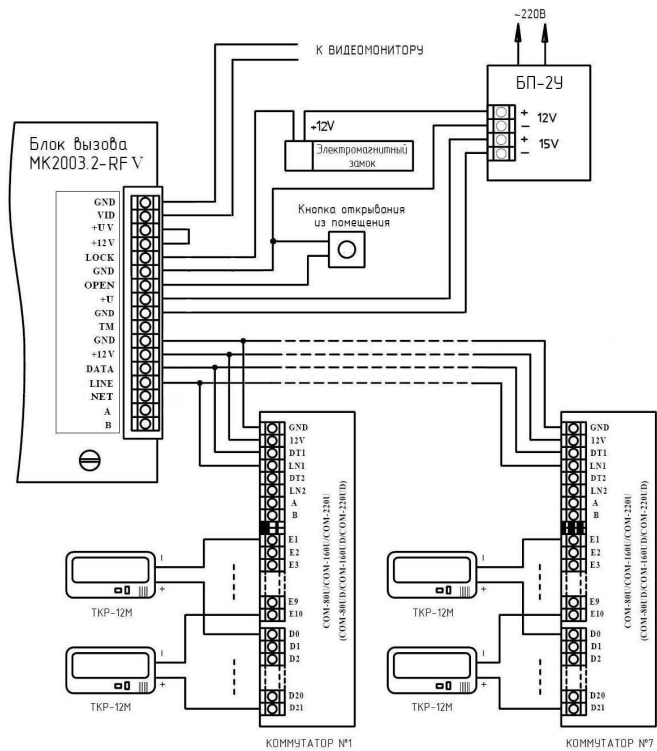 ~220В
К ВИДЕОМОНИТОРУ
БП-2У
+ 12V
-
+ 15V
-
+12V
Электромагнитный
замок
Блок вызова
МК2003.2-RF V
Кнопка открывания
из помещения
GND
VID
+U V
+12 V
LOCK
GND
OPEN
+U
GND
TM
GND
+12 V
DATA
LINE
NET
A
B
GND
12V
DT1
LN1
DT2
LN2
A
B
E1
E2
E3
E9
E10
D0
D1
D2
D20
D21
COM-80U/COM-160U/COM-220U
(COM-80UD/COM-160UD/COM-220UD)
GND
12V
DT1
LN1
DT2
LN2
A
B
E1
E2
E3
E9
E10
D0
D1
D2
D20
D21
COM-80U/COM-160U/COM-220U
(COM-80UD/COM-160UD/COM-220UD)
-
+
ТКР-12М
-
+
ТКР-12М
-
+
ТКР-12М
-
+
ТКР-12М
КОММУТАТОР №1
КОММУТАТОР №7